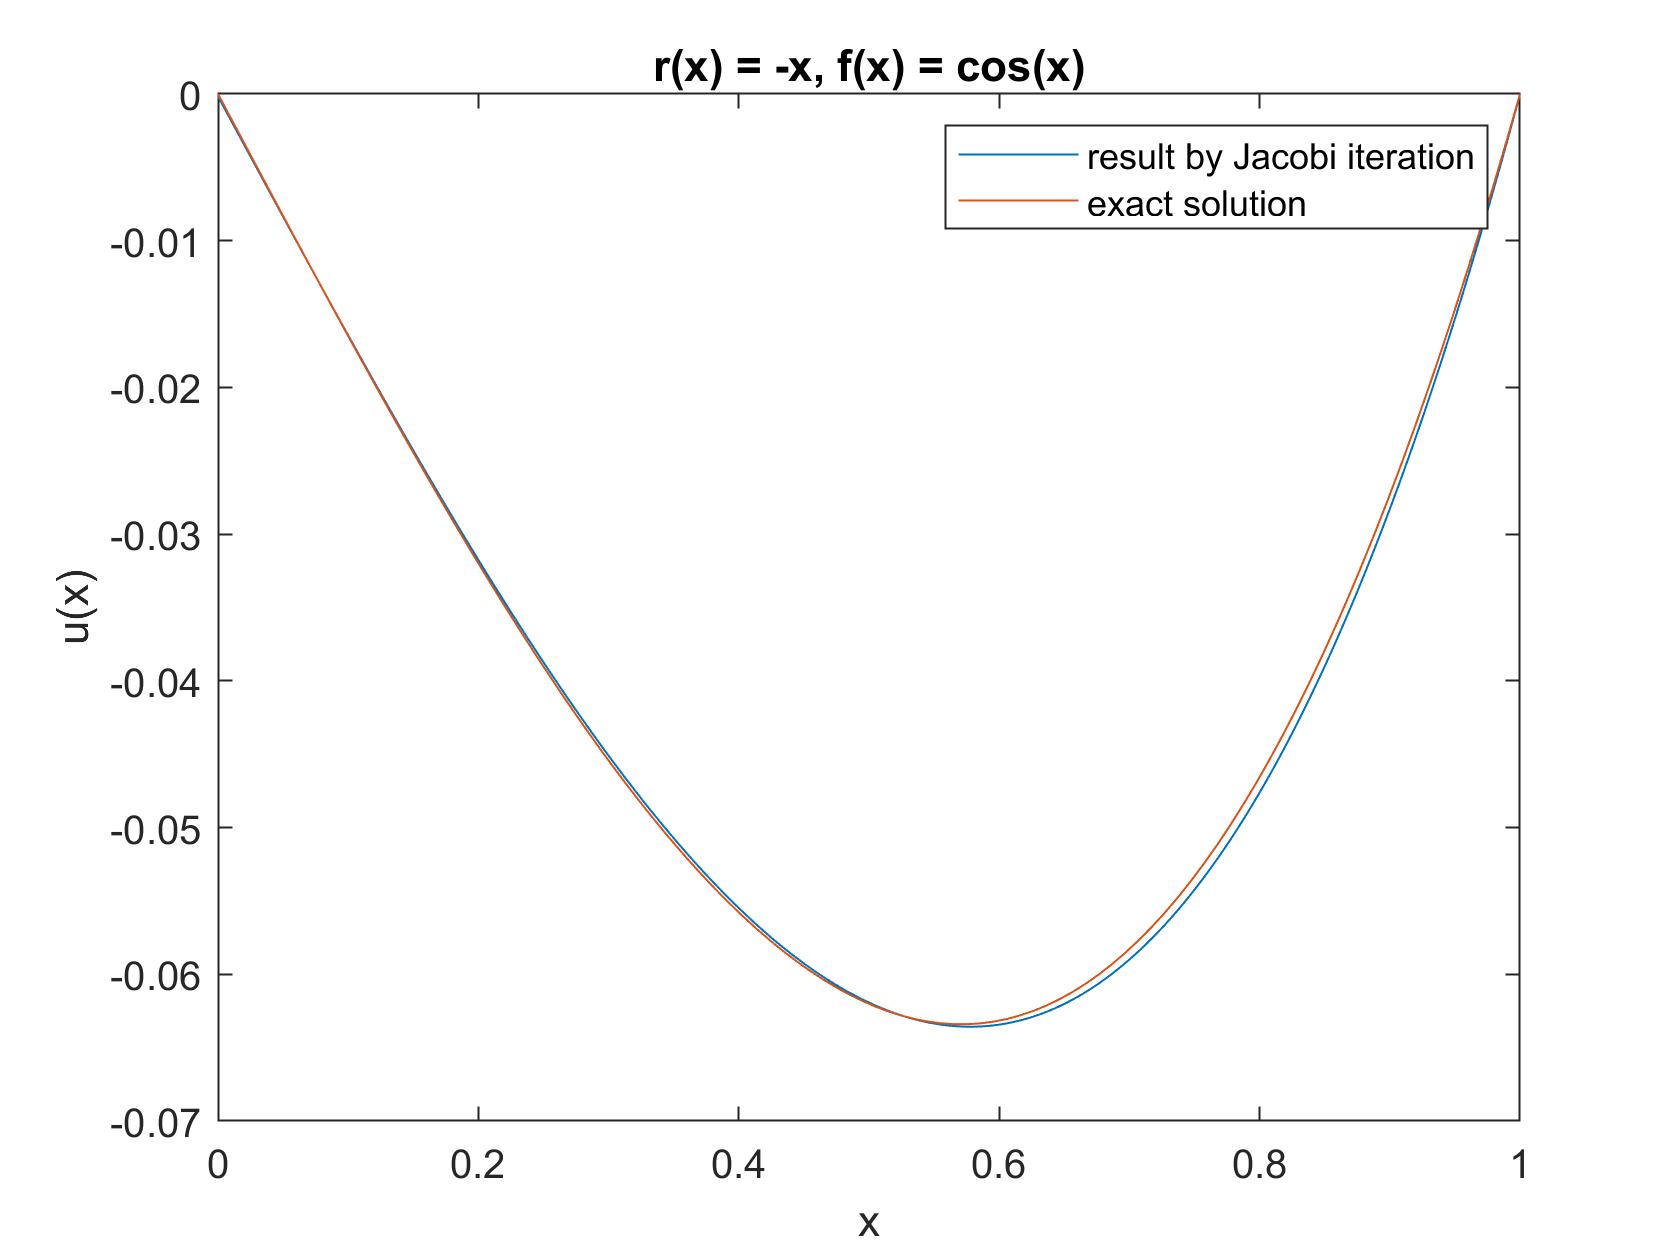 r(x) = -x, f(x) = cos(x)
result by Jacobi iteration
exact solution
0
-0.01
-0.02
-0.03
-0.04
-0.05
-0.06
-0.07
u(x)
0 0.2 0.4 0.6 0.8 1
x